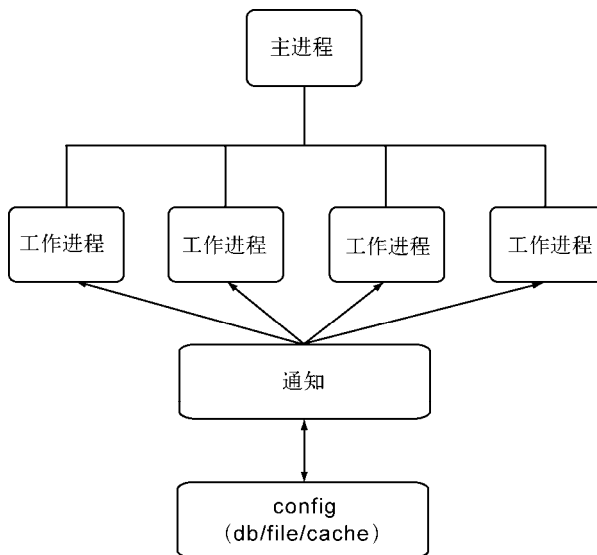 主进程
工作进程
工作进程
工作进程
工作进程
通知
config
（db/file/cache）